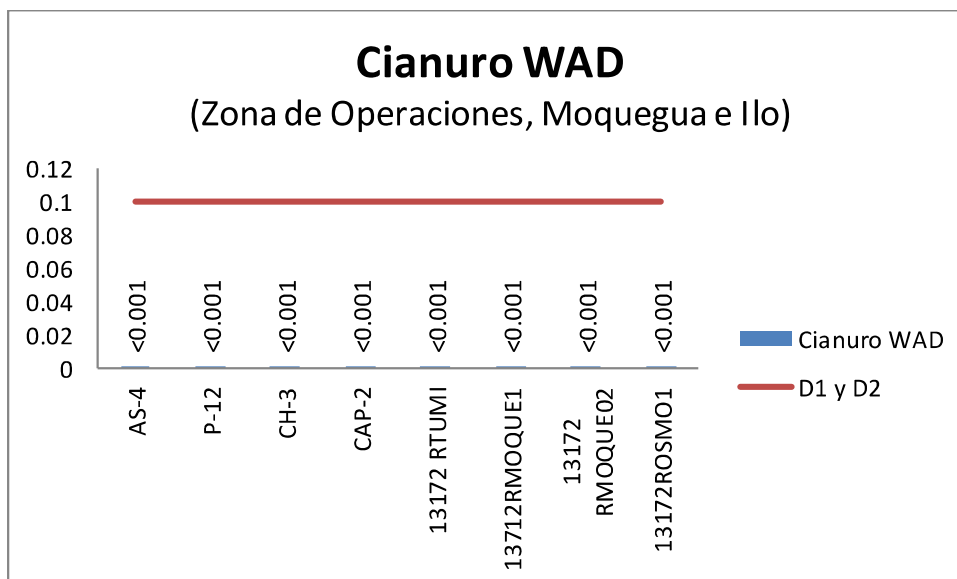 Cianuro WAD
(Zona de Operaciones, Moquegua e Ilo)
0.12
0.1
0.08
0.06
0.04
0.02
0
<0.001
<0.001
<0.001
<0.001
<0.001
<0.001
<0.001
<0.001
AS-4
P-12
CH-3
CAP-2
13172 RTUMI
13712RMOQUE1
13172
RMOQUE02
13172ROSMO1
Cianuro WAD
D1 y D2